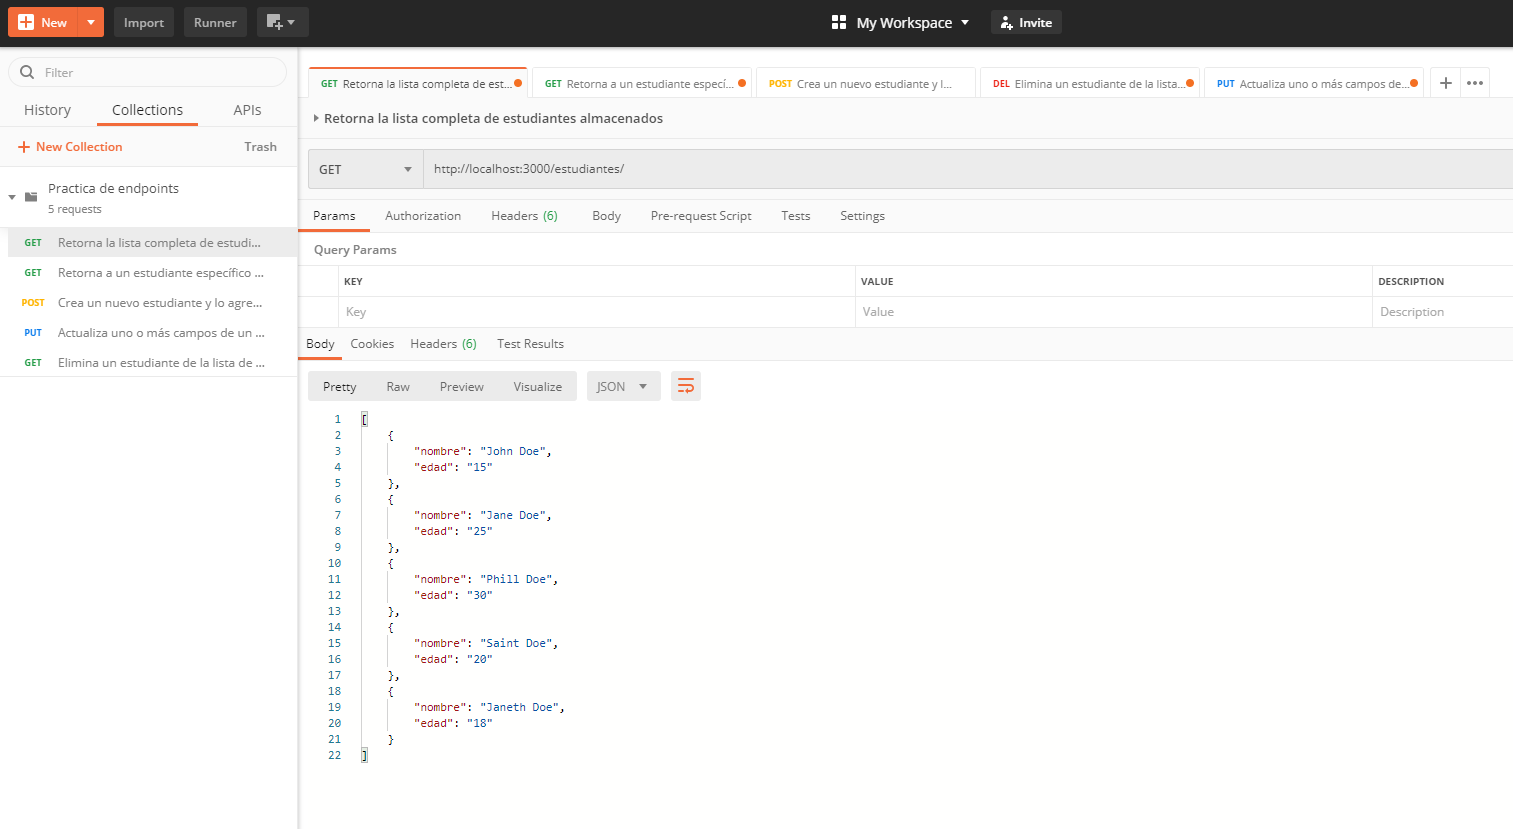 New Import Runner My Workspace Invite
Filter
History Collections APIs
New Collection Trash
Practica de endpoints
5 requests
GET Retorna la lista completa de estudi...
GET Retorna a un estudiante específico ...
POST Crea un nuevo estudiante y lo agre...
PUT Actualiza uno o más campos de un ...
GET Elimina un estudiante de la lista de ...
GET Retorna la lista completa de est... GET Retorna a un estudiante especí... POST Crea un nuevo estudiante y l... DEL Elimina un estudiante de la lista... PUT Actualiza uno o más campos de...
Retorna la lista completa de estudiantes almacenados
GET http://localhost:3000/estudiantes/
Params Authorization Headers (6) Body Pre-request Script Tests Settings
Query Params
KEY VALUE DESCRIPTION
Key Value Description
Body Cookies Headers (6) Test Results
Pretty Raw Preview Visualize JSON
1 [
2 {
3 "nombre": "John Doe",
4 "edad": "15"
5 },
6 {
7 "nombre": "Jane Doe",
8 "edad": "25"
9 },
10 {
11 "nombre": "Phill Doe",
12 "edad": "30"
13 },
14 {
15 "nombre": "Saint Doe",
16 "edad": "20"
17 },
18 {
19 "nombre": "Janeth Doe",
20 "edad": "18"
21 }
22 ]